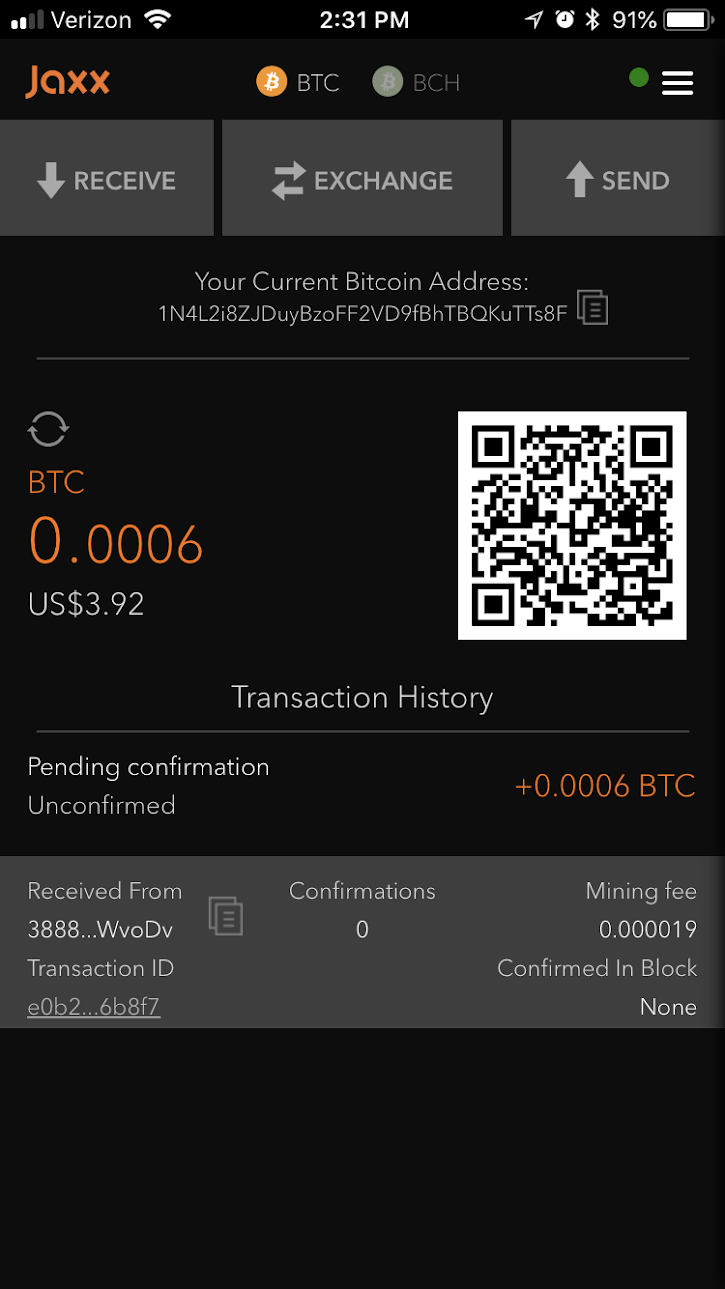 Verizon 2:31 PM 91%
Jaxx BTC BCH
RECEIVE EXCHANGE SEND
Your Current Bitcoin Address:
1N4L2i8ZJDuyBzoFF2VD9fBhTBQKuTTs8F
BTC
0.0006
US$3.92
Transaction History
Pending confirmation
Unconfirmed
+0.0006 BTC
Received From Confirmations Mining fee
3888...WvoDv 0 0.000019
Transaction ID Confirmed In Block
e0b2...6b8f7 None